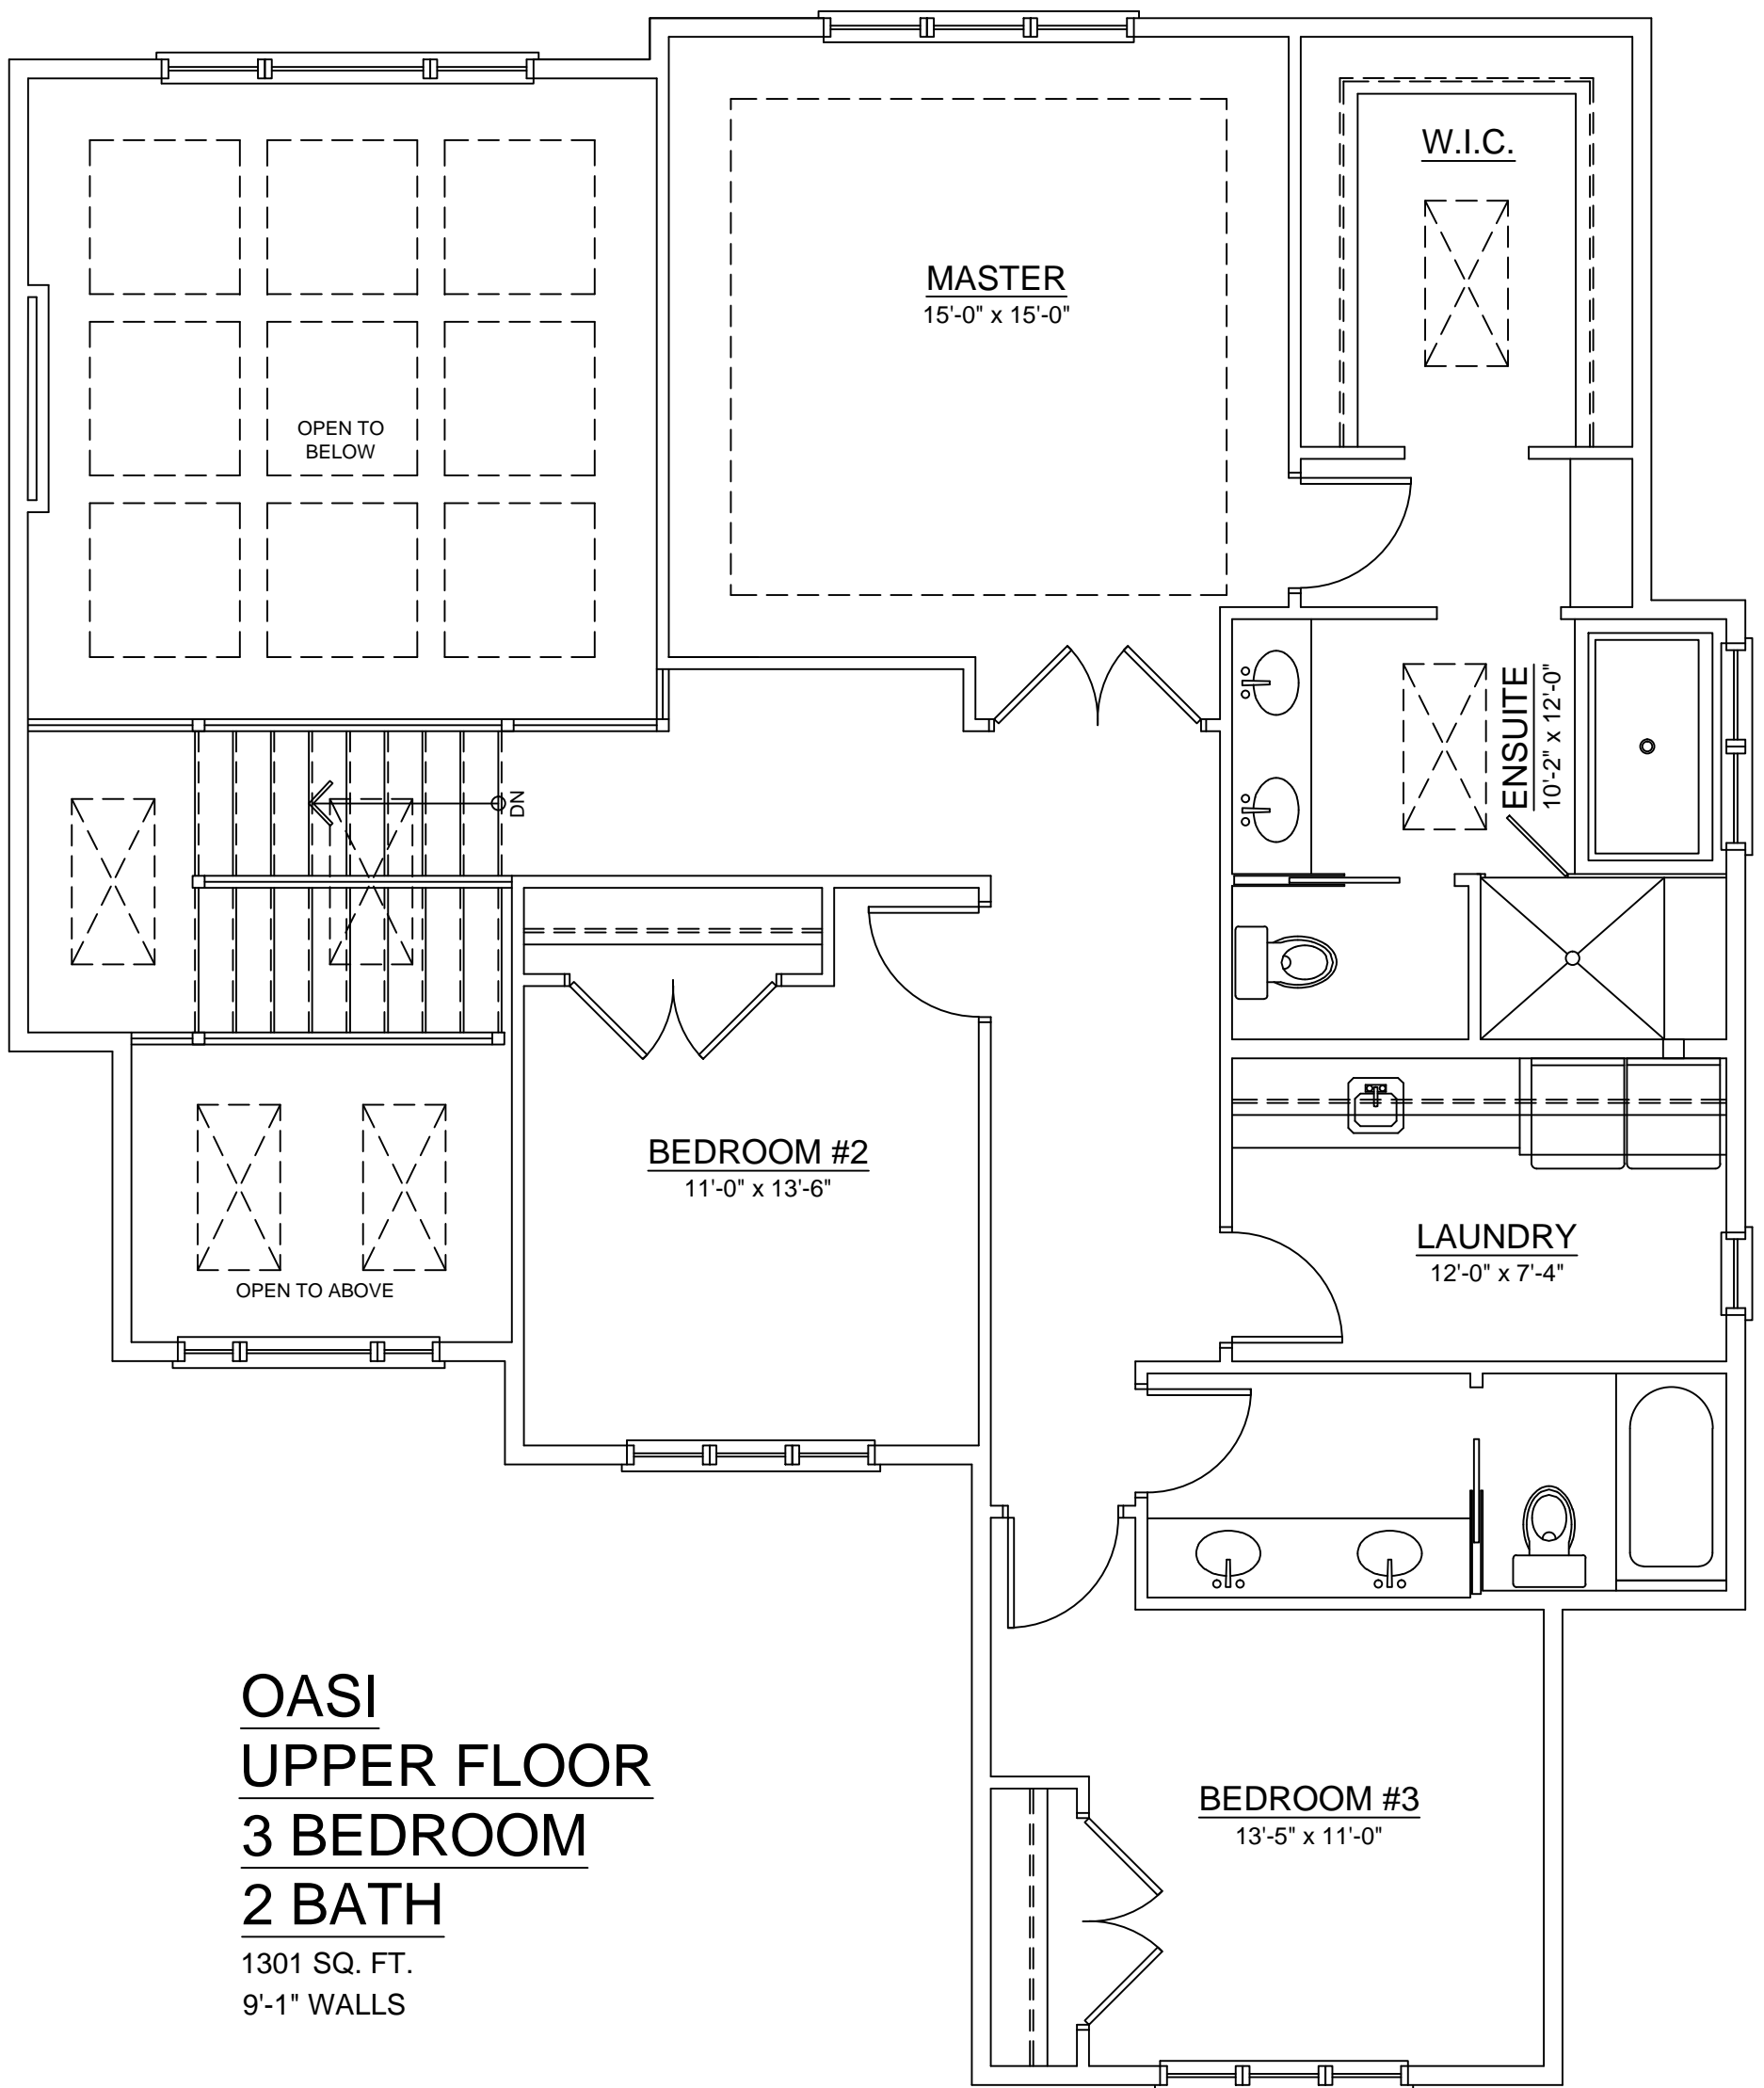 W.I.C.
MASTER
15'-0" x 15'-0"
OPEN TO
BELOW
ENSUITE
10'-2" x 12'-0"
DN
BEDROOM #2
11'-0" x 13'-6"
LAUNDRY
12'-0" x 7'-4"
OPEN TO ABOVE
OASI
UPPER FLOOR
3 BEDROOM
2 BATH
1301 SQ. FT.
9'-1" WALLS
BEDROOM #3
13'-5" x 11'-0"